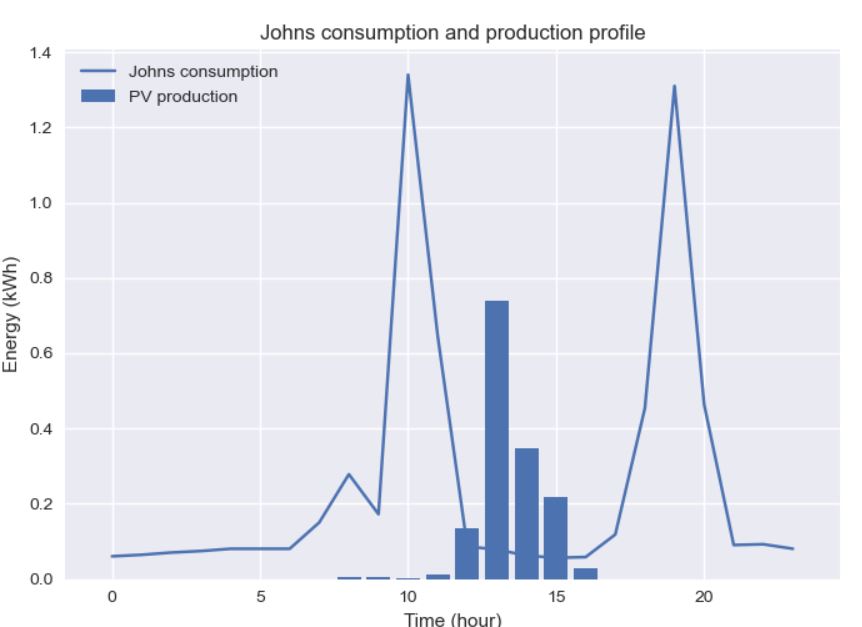 Johns consumption and production profile
Johns consumption
PV production
1.4
1.2
1.0
0.8
0.6
0.4
0.2
0.0
Energy (kWh)
0 5 10 15 20
Time (hour)